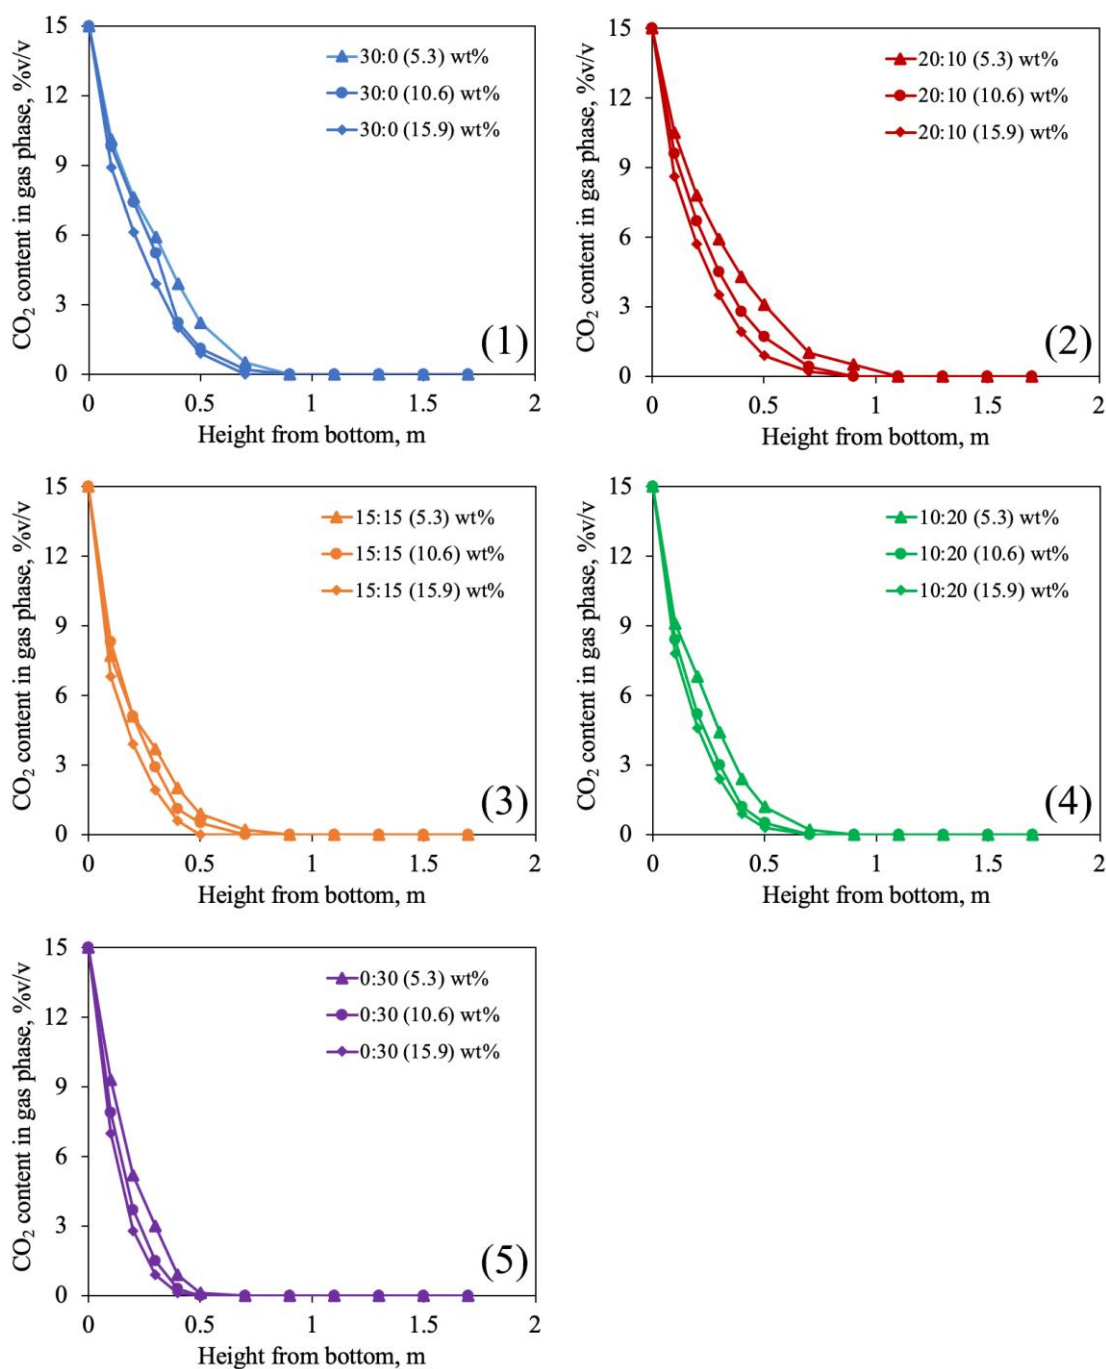 CO₂ content in gas phase, %v/v
15
12
9
6
3
0
30:0 (5.3) wt%
30:0 (10.6) wt%
30:0 (15.9) wt%
(1)
0
0.5
1
1.5
2
Height from bottom, m
CO₂ content in gas phase, %v/v
15
12
9
6
3
0
20:10 (5.3) wt%
20:10 (10.6) wt%
20:10 (15.9) wt%
(2)
0
0.5
1
1.5
2
Height from bottom, m
CO₂ content in gas phase, %v/v
15
12
9
6
3
0
15:15 (5.3) wt%
15:15 (10.6) wt%
15:15 (15.9) wt%
(3)
0
0.5
1
1.5
2
Height from bottom, m
CO₂ content in gas phase, %v/v
15
12
9
6
3
0
10:20 (5.3) wt%
10:20 (10.6) wt%
10:20 (15.9) wt%
(4)
0
0.5
1
1.5
2
Height from bottom, m
CO₂ content in gas phase, %v/v
15
12
9
6
3
0
0:30 (5.3) wt%
0:30 (10.6) wt%
0:30 (15.9) wt%
(5)
0
0.5
1
1.5
2
Height from bottom, m